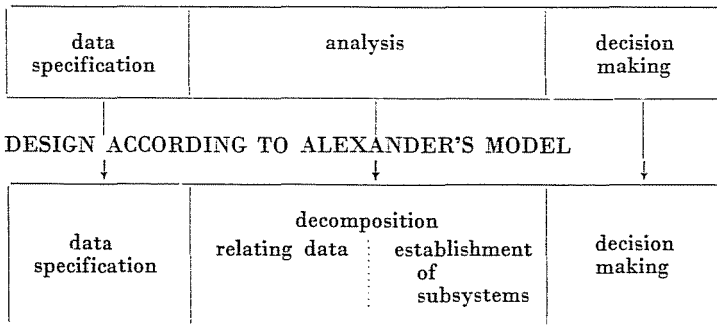 data analysis decision
specification making
DESIGN ACCORDING TO ALEXANDER'S MODEL
decomposition
data relating data establishment decision
specification of making
subsystems